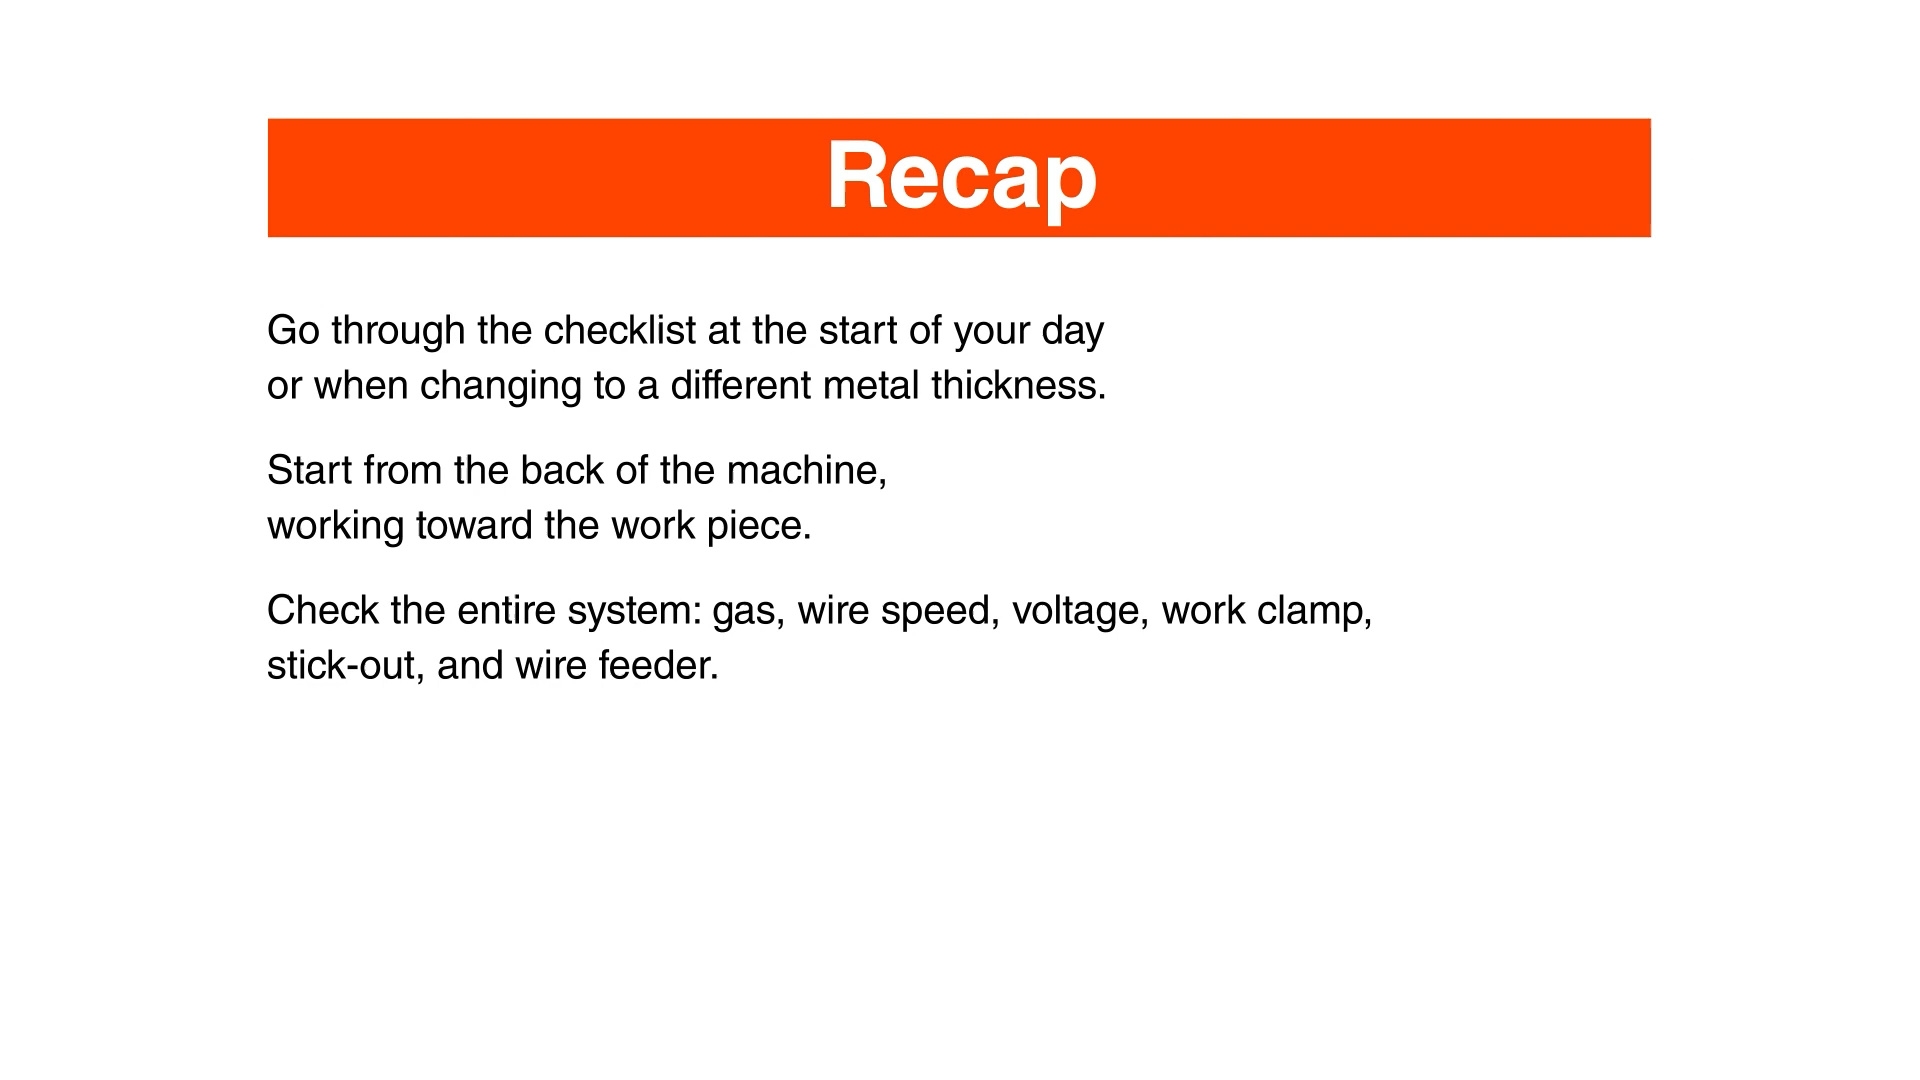 Recap
Go through the checklist at the start of your day
or when changing to a different metal thickness.
Start from the back of the machine,
working toward the work piece.
Check the entire system: gas, wire speed, voltage, work clamp,
stick-out, and wire feeder.